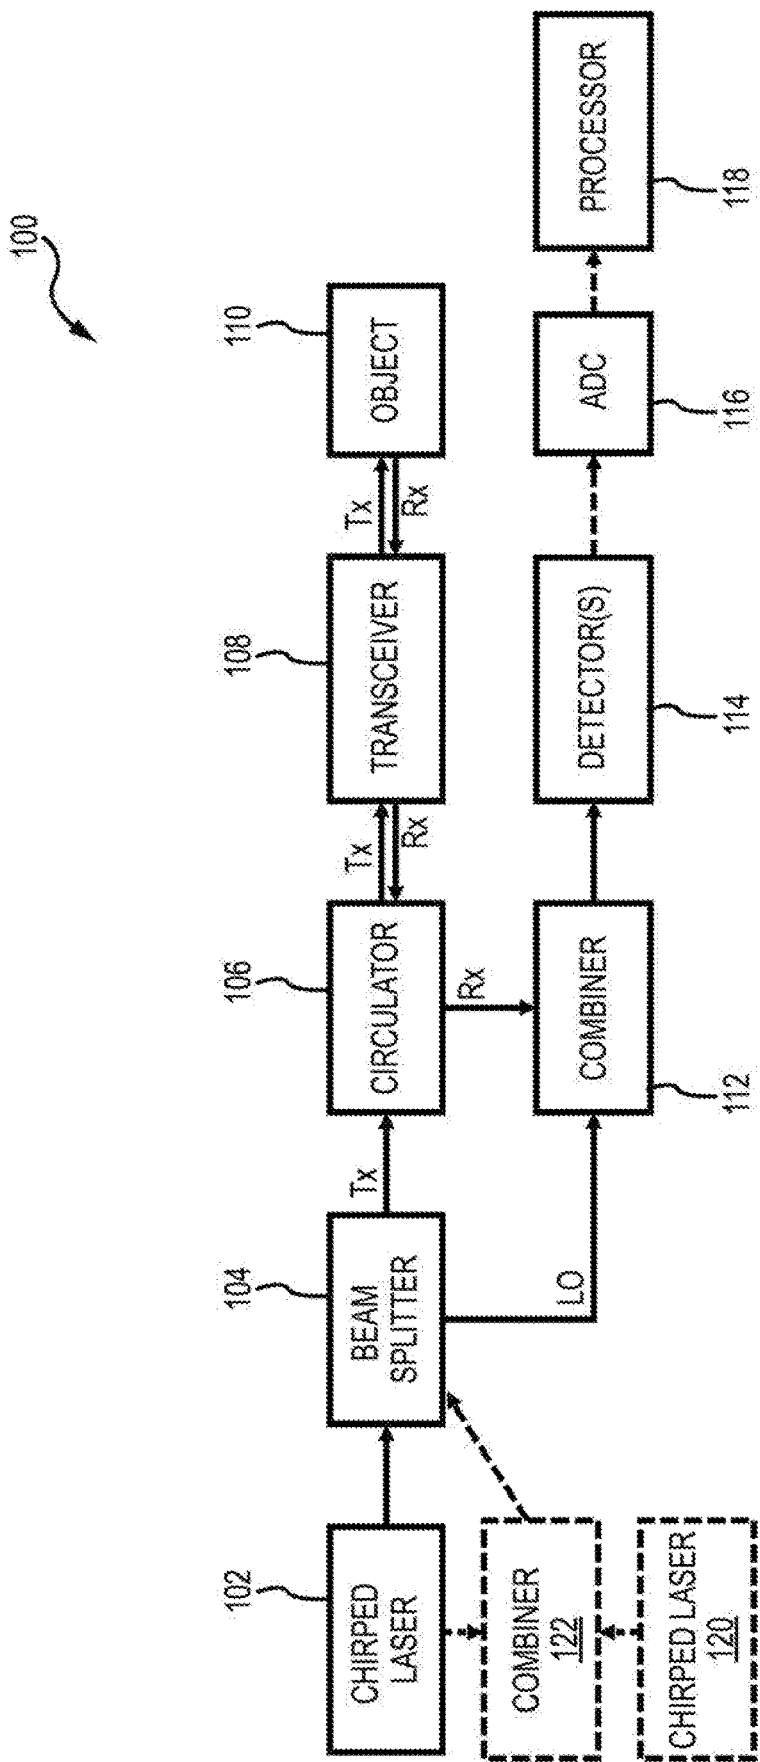 100
102
CHIRPED
LASER
104
BEAM
SPLITTER
Tx
106
CIRCULATOR
Tx
Rx
108
TRANSCEIVER
Tx
Rx
110
OBJECT
Rx
LO
COMBINER
112
DETECTOR(S)
114
ADC
116
PROCESSOR
118
COMBINER
122
CHIRPED LASER
120